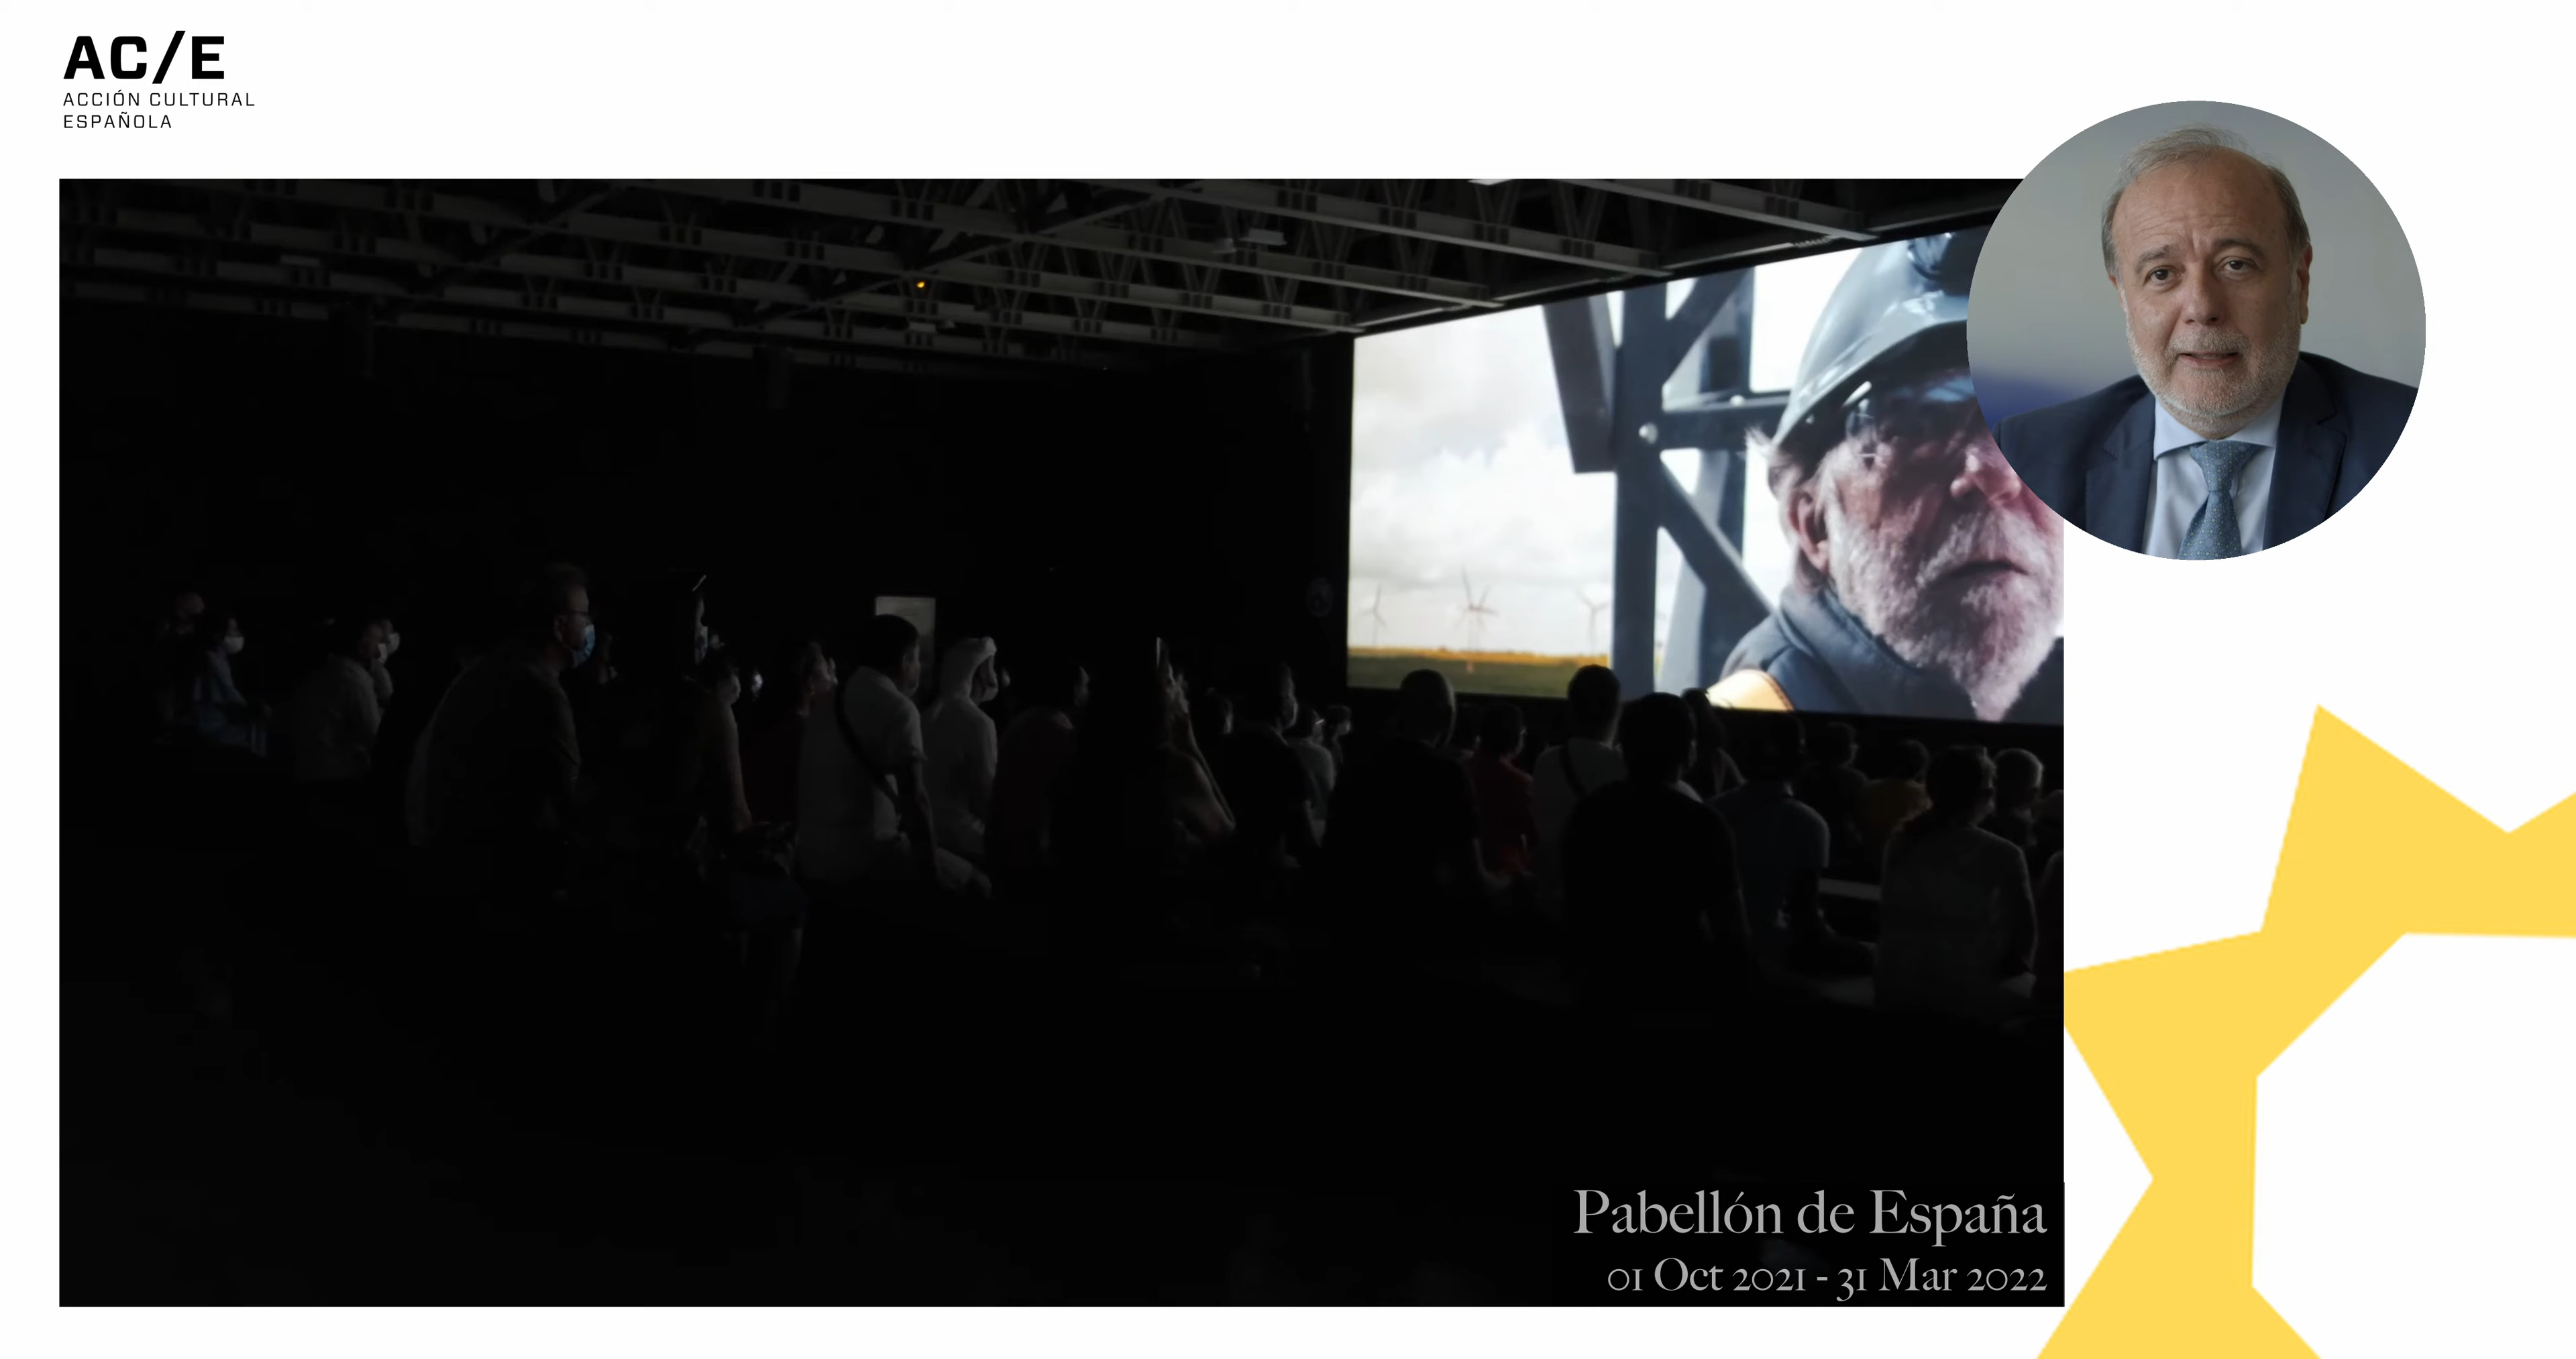 AC/E
ACCIÓN CULTURAL
ESPAÑOLA
Pabellón de España
01 Oct 2021 - 31 Mar 2022